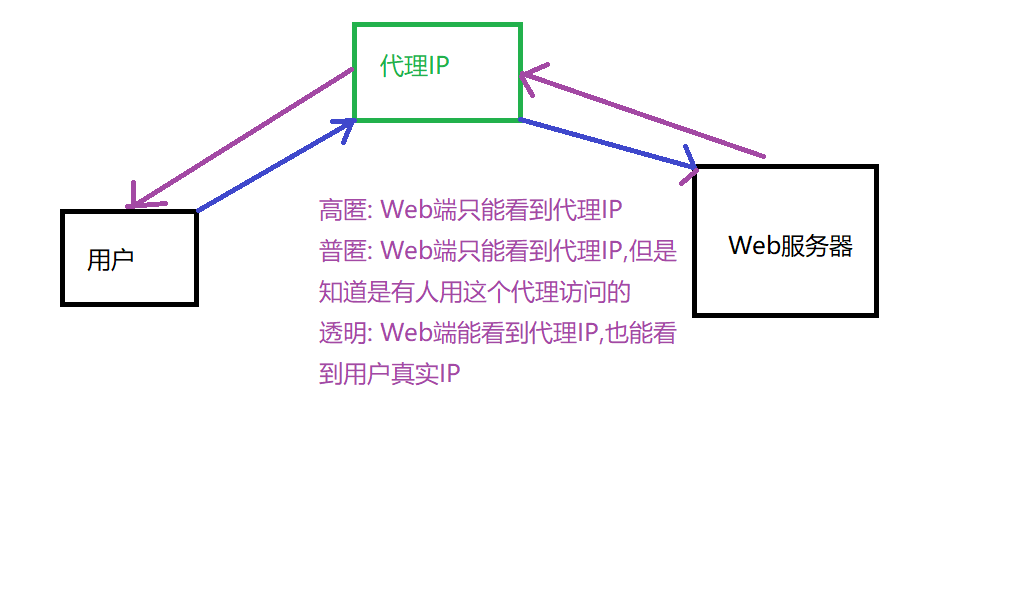 代理IP
用户
Web服务器
高匿: Web端只能看到代理IP
普匿: Web端只能看到代理IP,但是
知道是有人用这个代理访问的
透明: Web端能看到代理IP,也能看
到用户真实IP